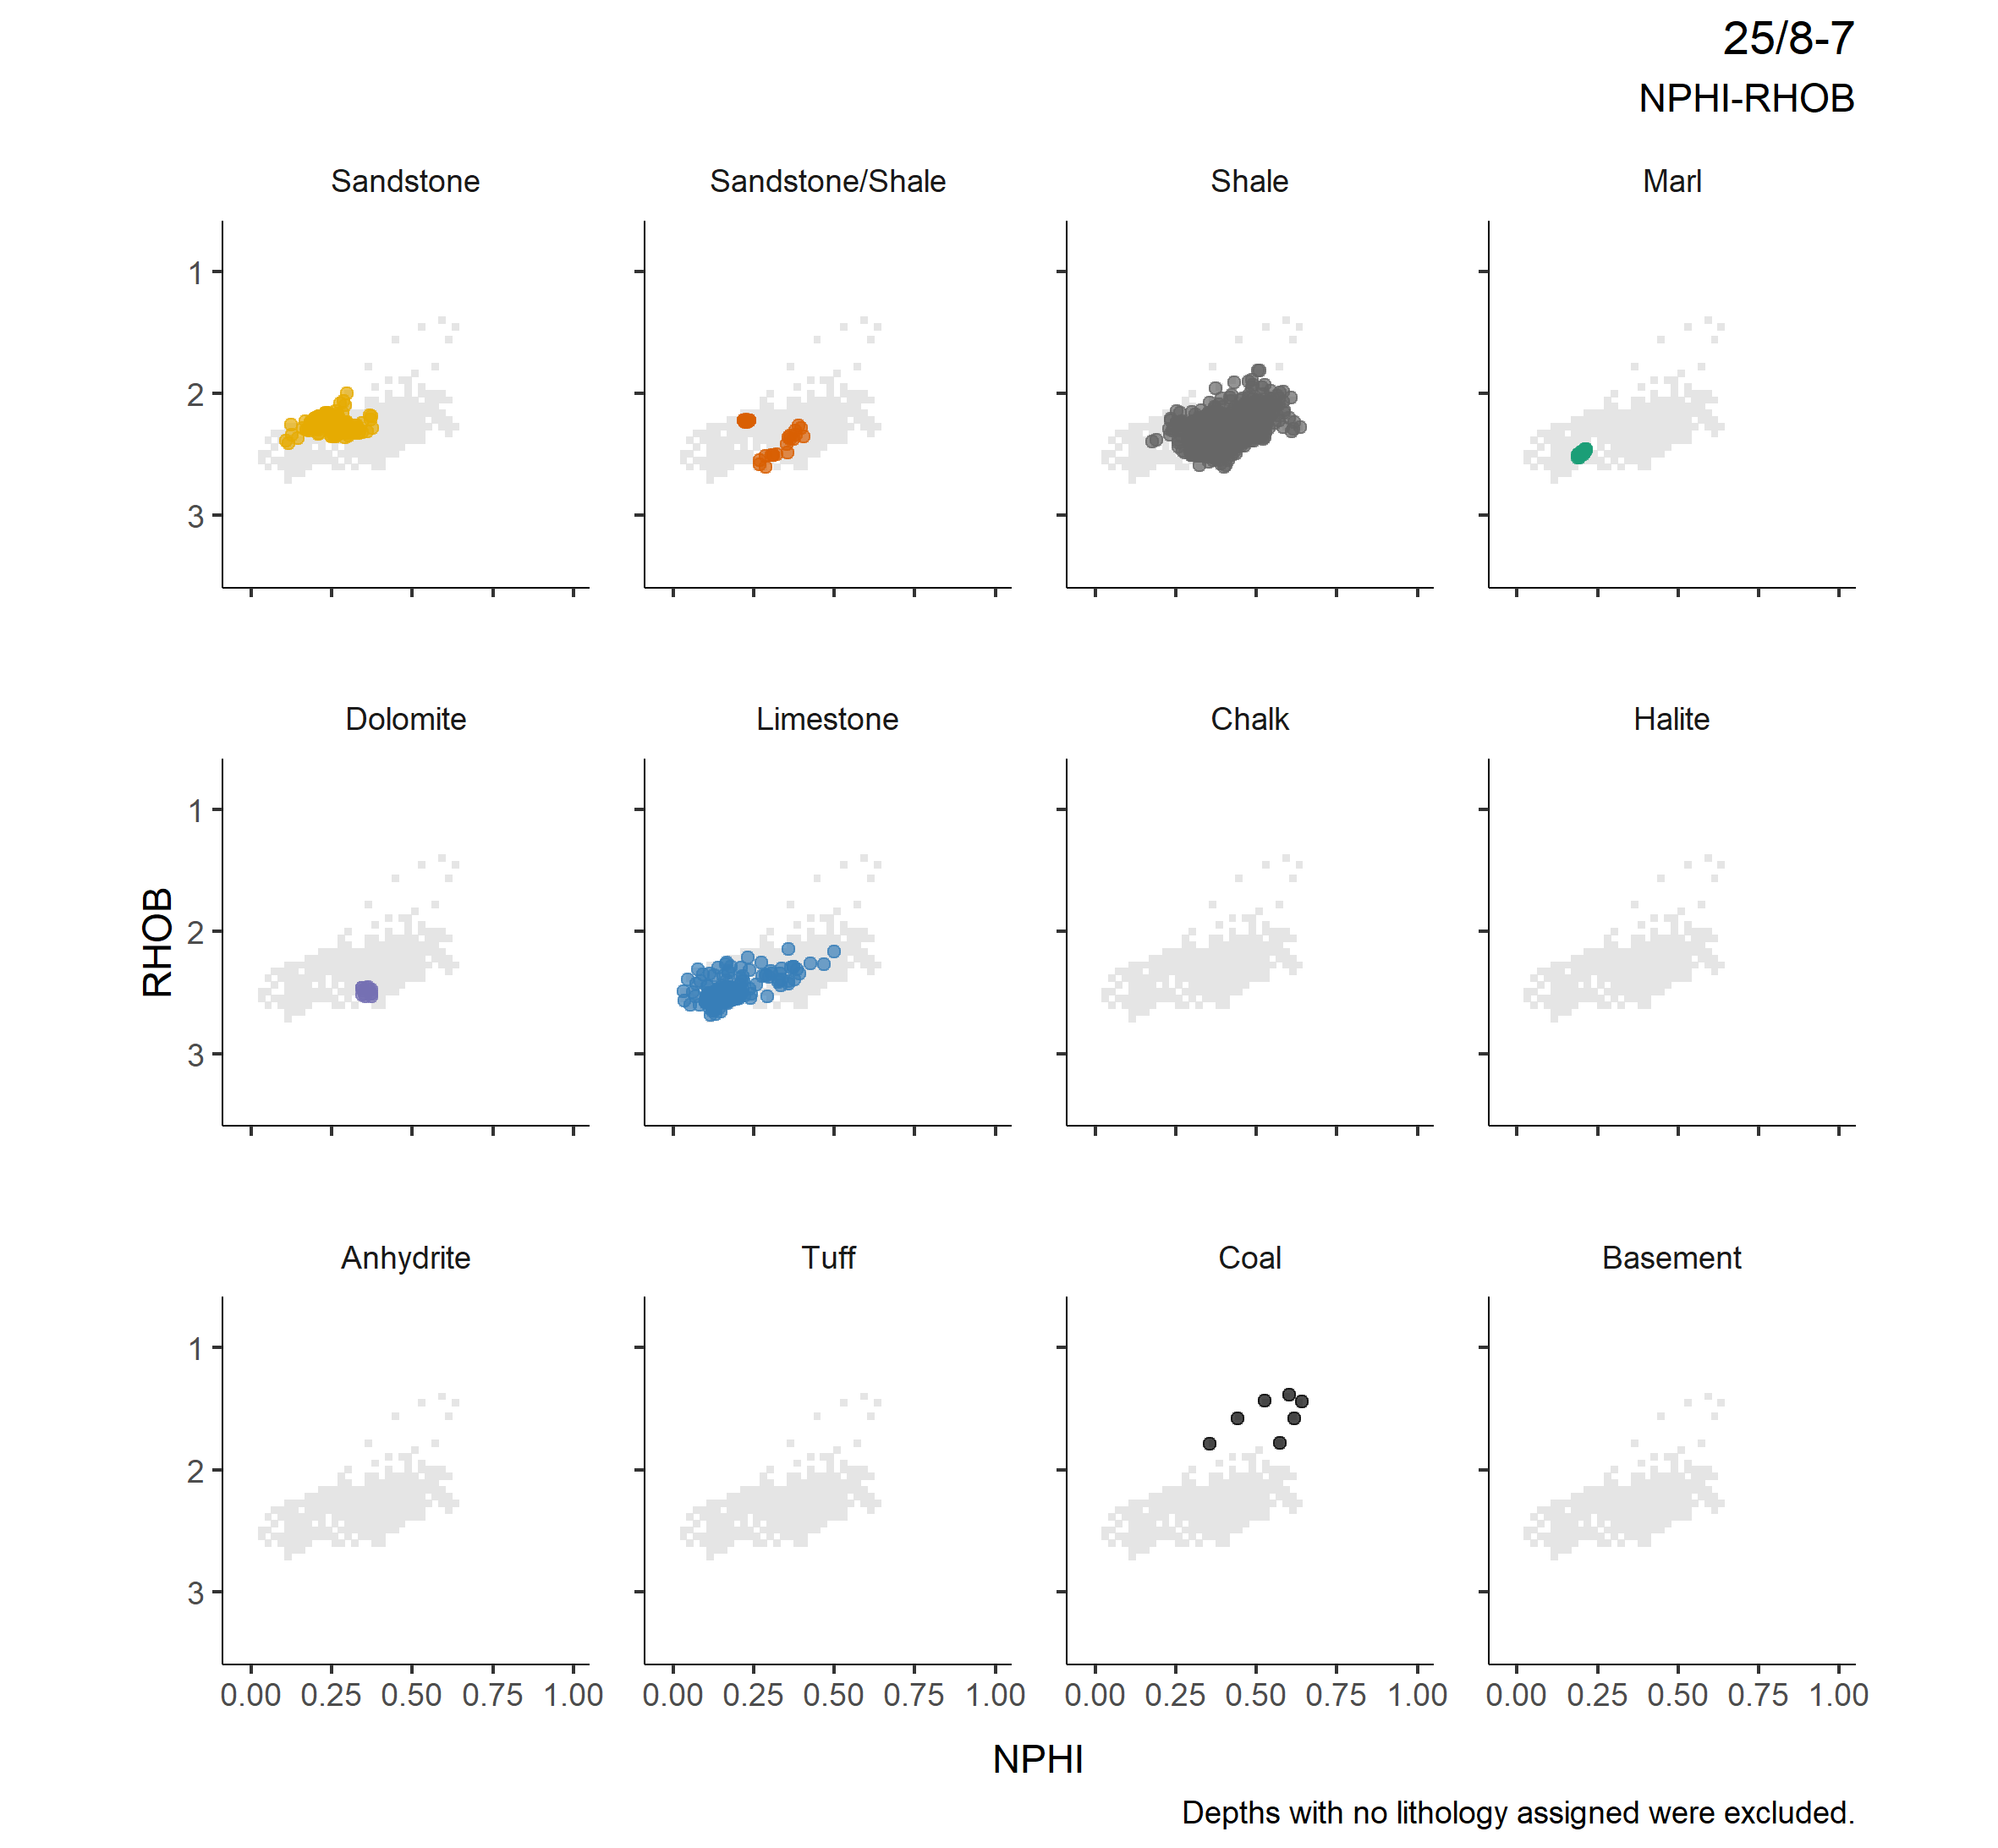 25/8-7
NPHI-RHOB
Sandstone Sandstone/Shale Shale Marl
1
2
3
Dolomite Limestone Chalk Halite
1
2
3
RHOB
Anhydrite Tuff Coal Basement
1
2
3
0.00 0.25 0.50 0.75 1.00 0.00 0.25 0.50 0.75 1.00 0.00 0.25 0.50 0.75 1.00 0.00 0.25 0.50 0.75 1.00
NPHI
Depths with no lithology assigned were excluded.